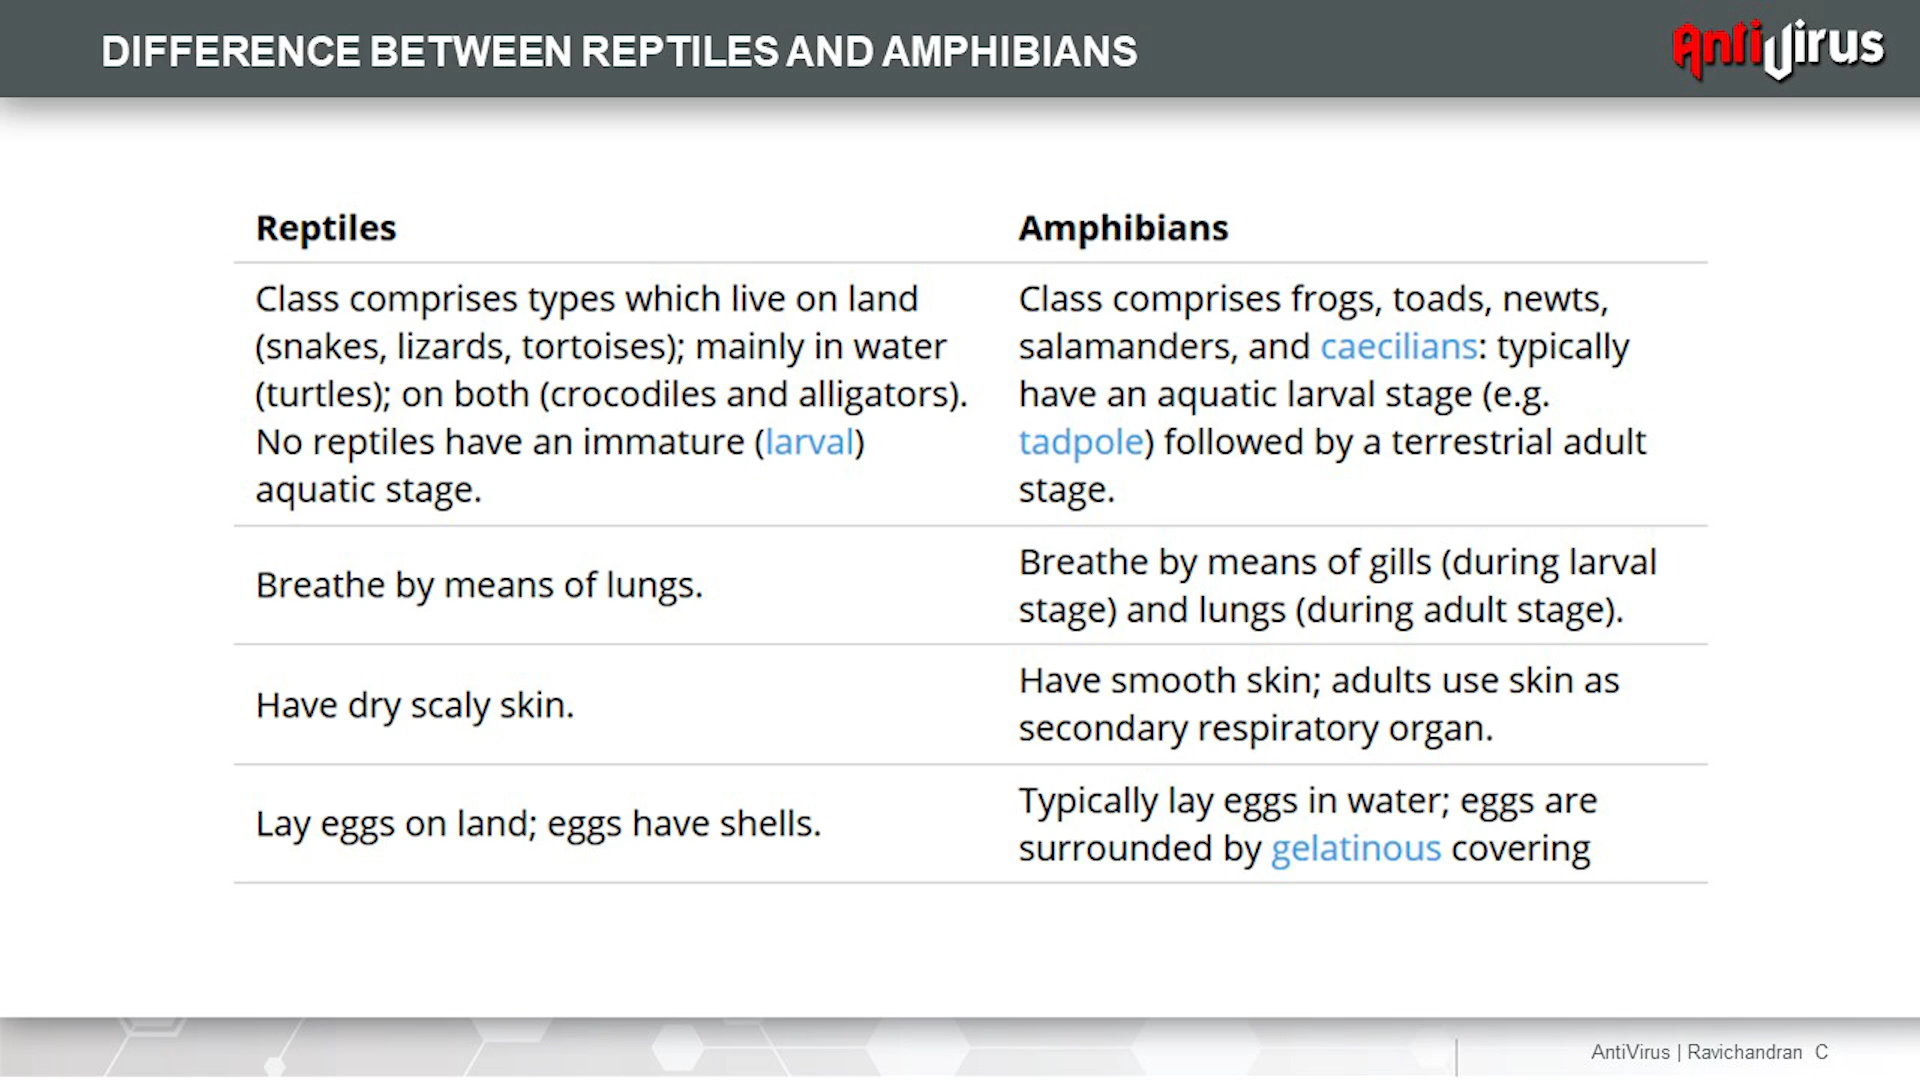 DIFFERENCE BETWEEN REPTILES AND AMPHIBIANS
AntiVirus
Reptiles
Amphibians
Class comprises types which live on land
(snakes, lizards, tortoises); mainly in water
(turtles); on both (crocodiles and alligators).
No reptiles have an immature (larval)
aquatic stage.
Class comprises frogs, toads, newts,
salamanders, and caecilians: typically
have an aquatic larval stage (e.g.
tadpole) followed by a terrestrial adult
stage.
Breathe by means of lungs.
Breathe by means of gills (during larval
stage) and lungs (during adult stage).
Have dry scaly skin.
Have smooth skin; adults use skin as
secondary respiratory organ.
Lay eggs on land; eggs have shells.
Typically lay eggs in water; eggs are
surrounded by gelatinous covering
AntiVirus | Ravichandran C